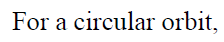 For a circular orbit,